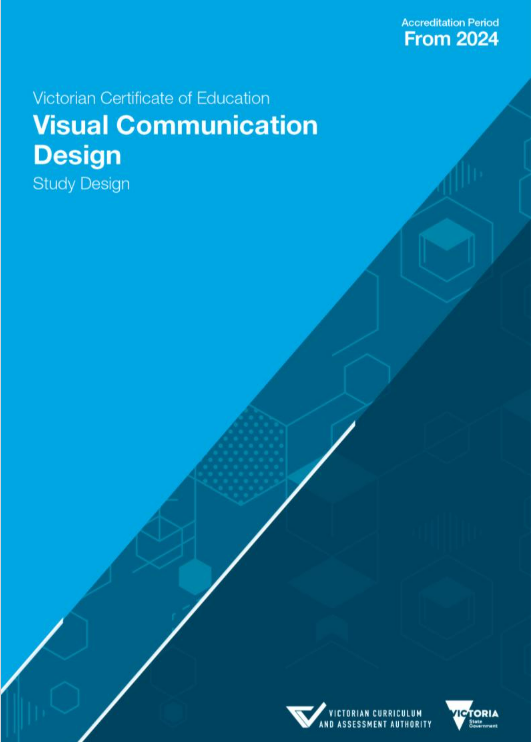 Accreditation Period
From 2024
Victorian Certificate of Education
Visual Communication
Design
Study Design
VICTORIAN CURRICULUM
AND ASSESSMENT AUTHORITY
VICTORIA
State
Government